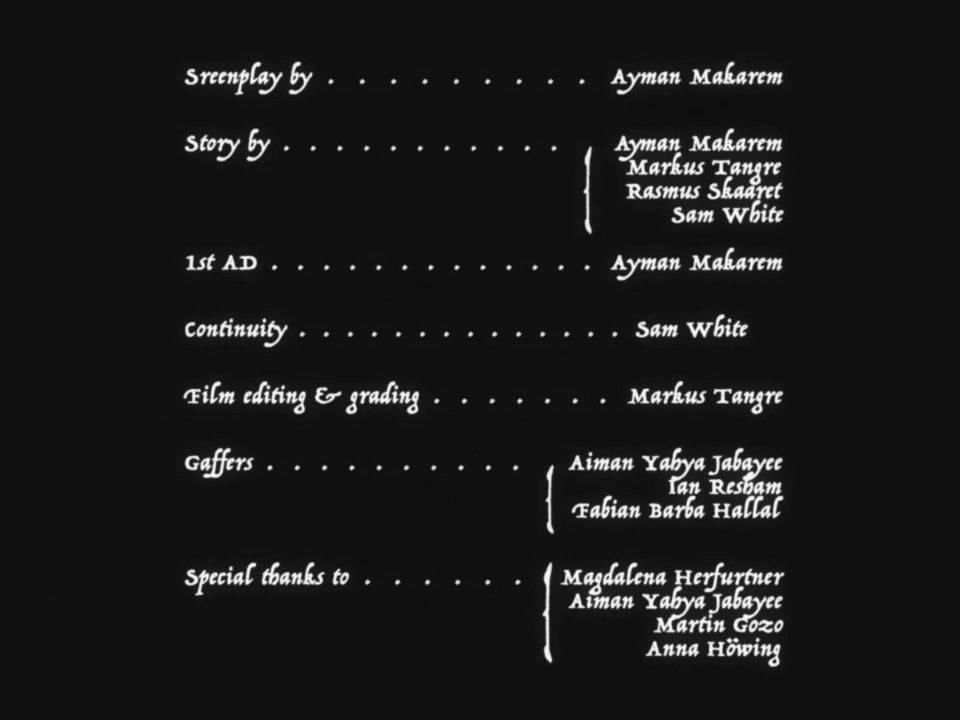 Sreenplay by . . . . . . . . . Ayman Makarem
Story by . . . . . . . . . . . Ayman Makarem
Markus Tangre
Rasmus Skaaret
Sam White
1st AD . . . . . . . . . . . . . Ayman Makarem
Continuity . . . . . . . . . . . . . Sam White
Film editing & grading . . . . . . . Markus Tangre
Gaffers . . . . . . . . . . Aiman Yahya Jabayee
Ian Resham
Fabian Barba Hallal
Special thanks to . . . . . . Magdalena Herfurtner
Aiman Yahya Jabayee
Martin Gozo
Anna Höwing